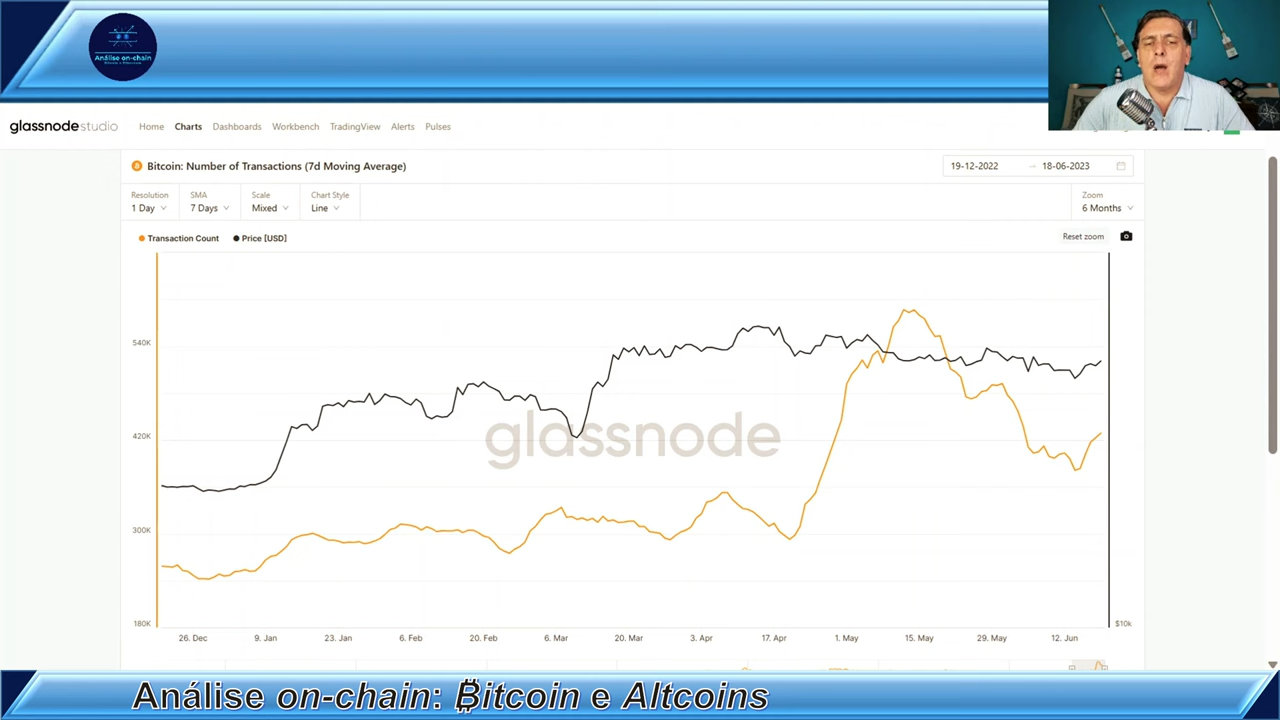 Análise on-chain
glassnode studio Home Charts Dashboards Workbench TradingView Alerts Pulses
Bitcoin: Number of Transactions (7d Moving Average) 19-12-2022 → 18-06-2023
Resolution SMA Scale Chart Style Zoom
1 Day 7 Days Mixed Line 6 Months
Transaction Count Price [USD] Reset zoom
540K
glassnode
420K
300K
180K $10k
26. Dec 9. Jan 23. Jan 6. Feb 20. Feb 6. Mar 20. Mar 3. Apr 17. Apr 1. May 15. May 29. May 12. Jun
Análise on-chain: ₿itcoin e Altcoins